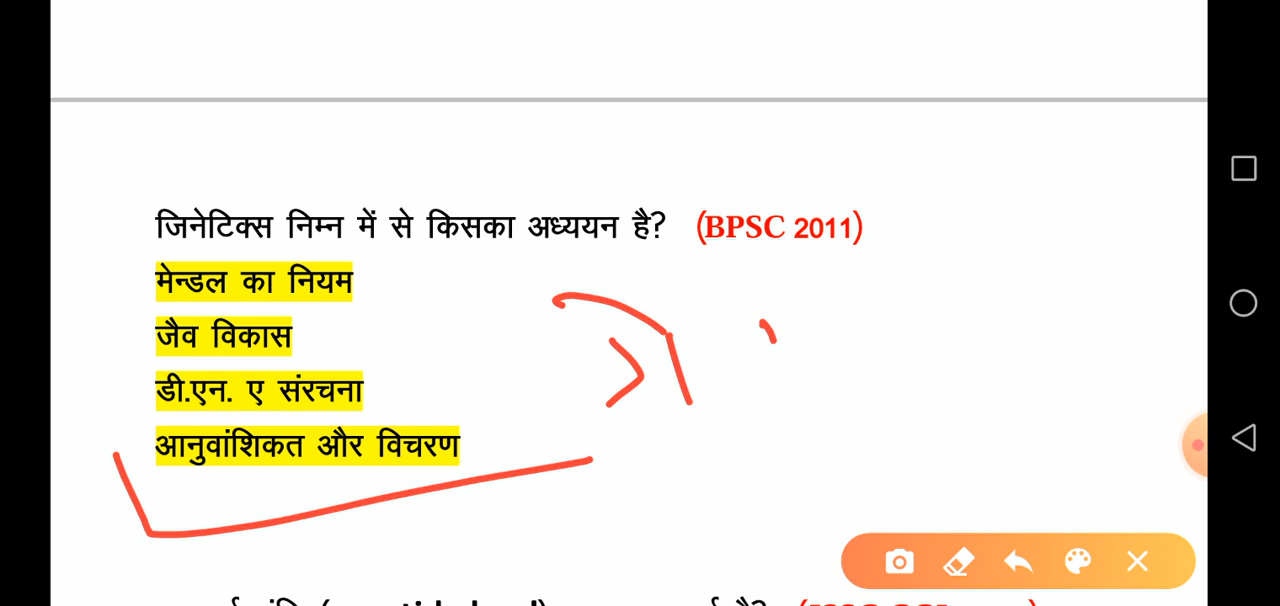 जिनेटिक्स निम्न में से किसका अध्ययन है? (BPSC 2011)
मेन्डल का नियम
जैव विकास
डी.एन. ए संरचना
आनुवांशिकत और विचरण